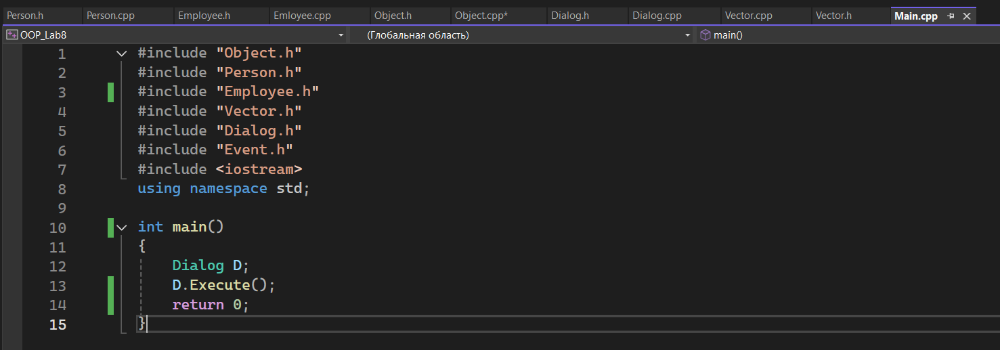 Person.h Person.cpp Employee.h Emloyee.cpp Object.h Object.cpp* Dialog.h Dialog.cpp Vector.cpp Vector.h Main.cpp
OOP_Lab8 (Глобальная область) main()
1 #include "Object.h"
2 #include "Person.h"
3 #include "Employee.h"
4 #include "Vector.h"
5 #include "Dialog.h"
6 #include "Event.h"
7 #include <iostream>
8 using namespace std;
9
10 int main()
11 {
12 Dialog D;
13 D.Execute();
14 return 0;
15 }